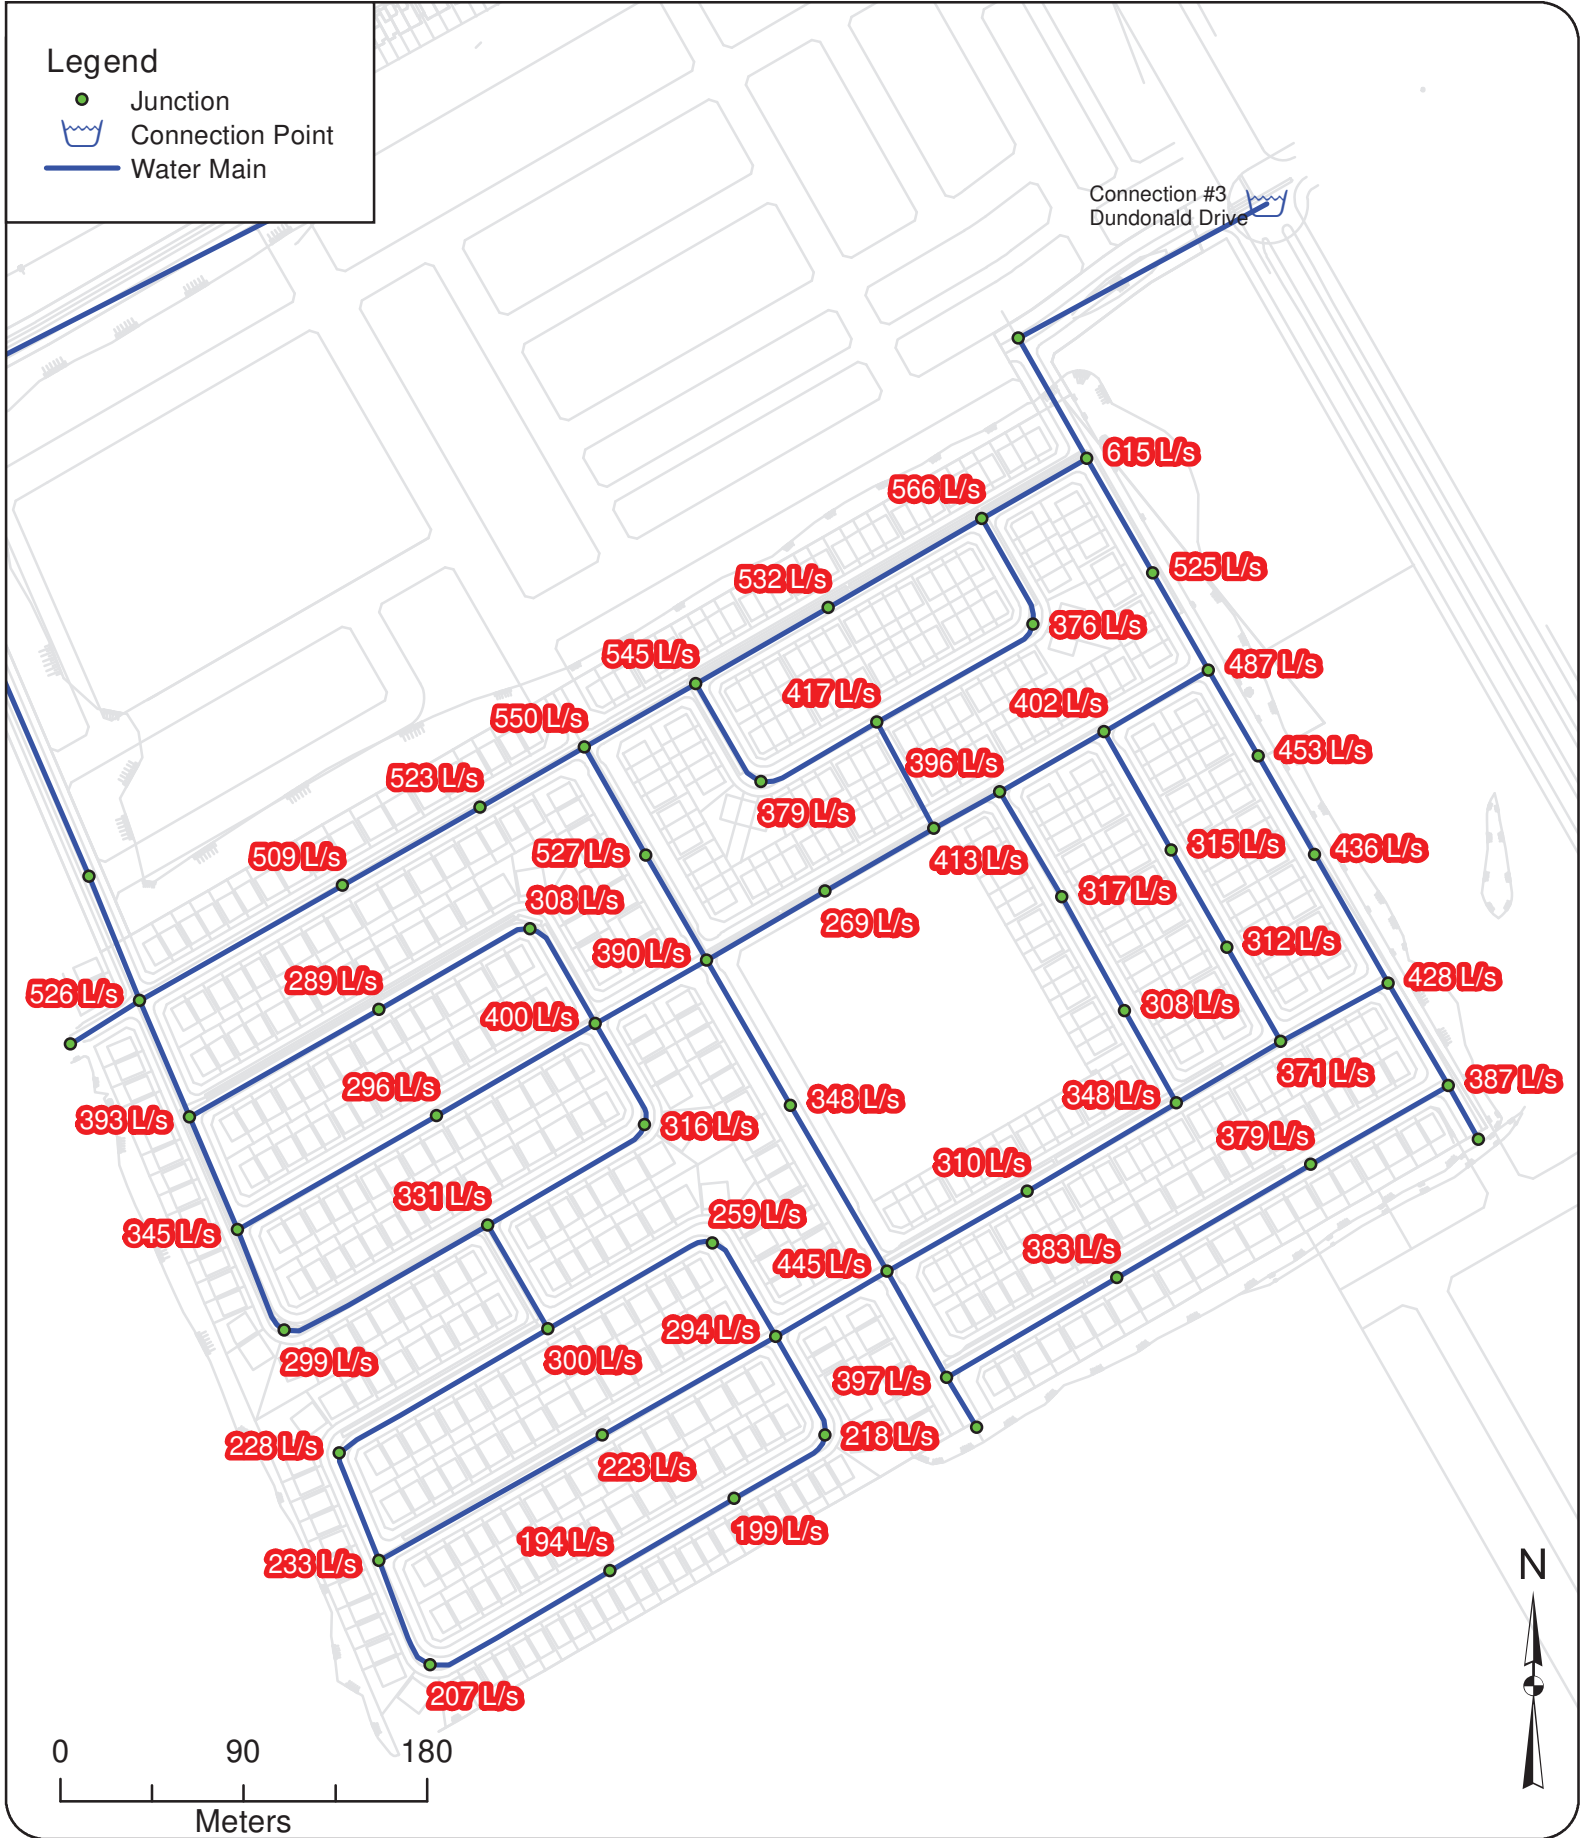 Legend
Junction
Connection Point
Water Main
Connection #3
Dundonald Drive
615 L/s
566 L/s
525 L/s
532 L/s
376 L/s
545 L/s
487 L/s
417 L/s
402 L/s
550 L/s
453 L/s
396 L/s
523 L/s
379 L/s
527 L/s
413 L/s
315 L/s
436 L/s
509 L/s
317 L/s
308 L/s
269 L/s
312 L/s
390 L/s
289 L/s
428 L/s
526 L/s
400 L/s
308 L/s
371 L/s
387 L/s
296 L/s
348 L/s
348 L/s
393 L/s
316 L/s
379 L/s
310 L/s
331 L/s
259 L/s
345 L/s
383 L/s
445 L/s
294 L/s
299 L/s
300 L/s
397 L/s
228 L/s
218 L/s
223 L/s
199 L/s
194 L/s
233 L/s
N
207 L/s
0 90 180
Meters